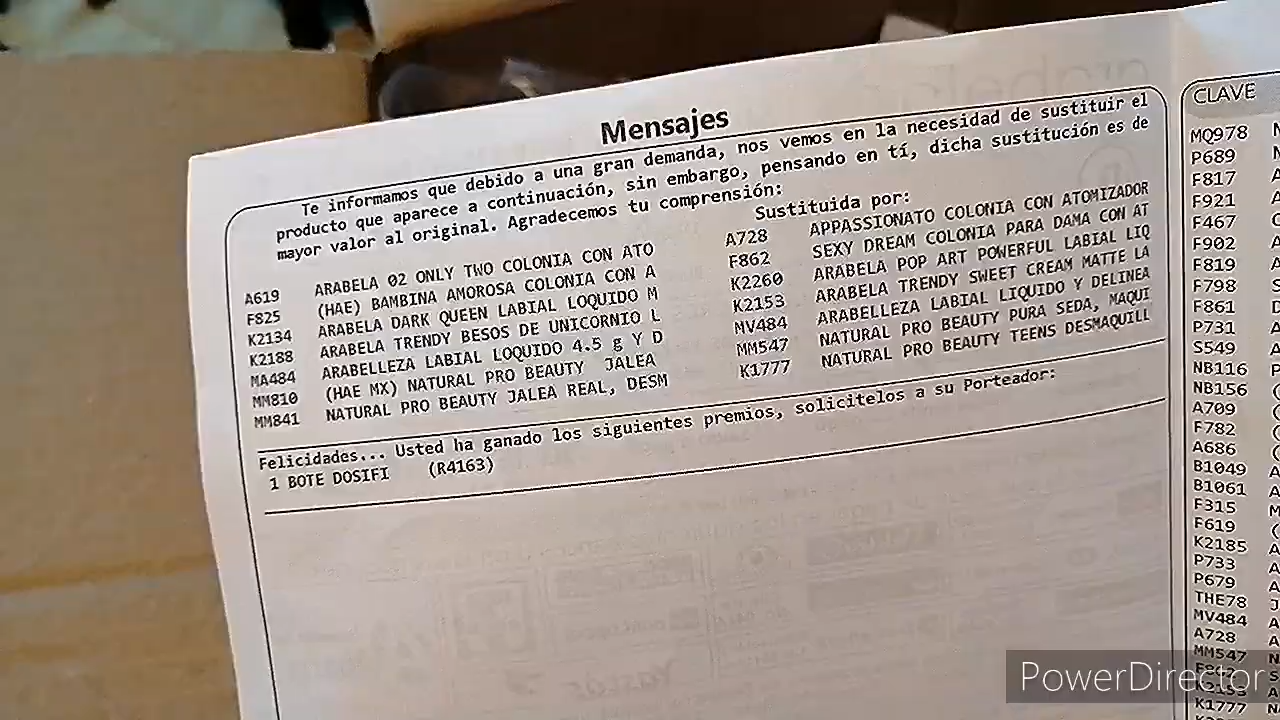 Mensajes
Te informamos que debido a una gran demanda, nos vemos en la necesidad de sustituir el
producto que aparece a continuación, sin embargo, pensando en tí, dicha sustitución es de
mayor valor al original. Agradecemos tu comprensión:
Sustituida por:
A619 ARABELA 02 ONLY TWO COLONIA CON ATO A728 APPASSIONATO COLONIA CON ATOMIZADOR
F825 (HAE) BAMBINA AMOROSA COLONIA CON A F862 SEXY DREAM COLONIA PARA DAMA CON AT
K2134 ARABELA DARK QUEEN LABIAL LOQUIDO M K2260 ARABELA POP ART POWERFUL LABIAL LIQ
K2188 ARABELA TRENDY BESOS DE UNICORNIO L K2153 ARABELA TRENDY SWEET CREAM MATTE LA
MA484 ARABELLEZA LABIAL LOQUIDO 4.5 g Y D MV484 ARABELLEZA LABIAL LIQUIDO Y DELINEA
MM810 (HAE MX) NATURAL PRO BEAUTY JALEA MM547 NATURAL PRO BEAUTY PURA SEDA, MAQUI
MM841 NATURAL PRO BEAUTY JALEA REAL, DESM K1777 NATURAL PRO BEAUTY TEENS DESMAQUILL
Felicidades... Usted ha ganado los siguientes premios, solicitelos a su Porteador:
1 BOTE DOSIFI (R4163)
CLAVE
MQ978
P689
F817
F921
F467
F902
F819
F798
F861
P731
S549
NB116
NB156
A709
F782
A686
B1049
B1061
F315
F619
K2185
P733
P679
THE78
MV484
A728
MM547
F862
K2153
K1777
PowerDirector